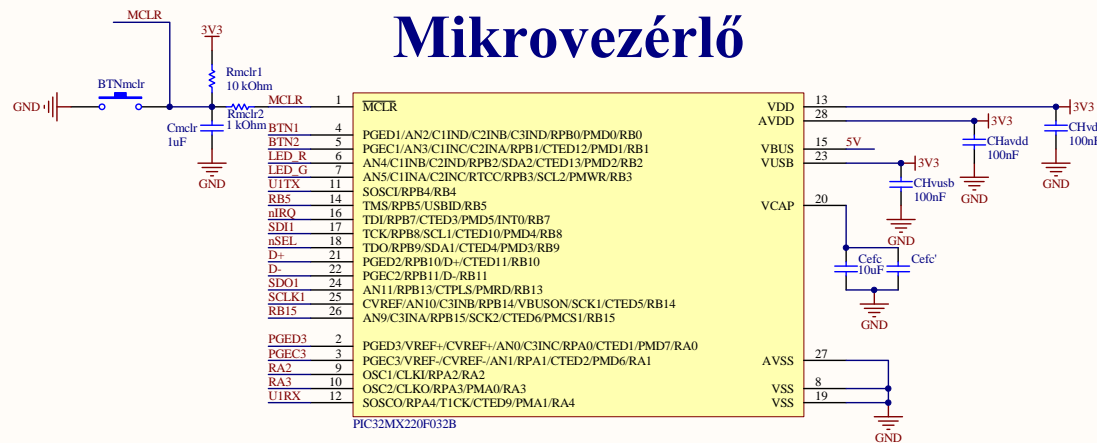 Mikrovezérlő
MCLR
3V3
Rmclr1
10 kOhm
BTNmclr
GND
MCLR
Rmclr2
1 kOhm
Cmclr
1uF
GND
1 MCLR
BTN1 4 PGED1/AN2/C1IND/C2INB/C3IND/RPB0/PMD0/RB0
BTN2 5 PGEC1/AN3/C1INC/C2INA/RPB1/CTED12/PMD1/RB1
LED_R 6 AN4/C1INB/C2IND/RPB2/SDA2/CTED13/PMD2/RB2
LED_G 7 AN5/C1INA/C2INC/RTCC/RPB3/SCL2/PMWR/RB3
U1TX 11 SOSCI/RPB4/RB4
RB5 14 TMS/RPB5/USBID/RB5
nIRQ 16 TDI/RPB7/CTED3/PMD5/INT0/RB7
SDI1 17 TCK/RPB8/SCL1/CTED10/PMD4/RB8
nSEL 18 TDO/RPB9/SDA1/CTED4/PMD3/RB9
D+ 21 PGED2/RPB10/D+/CTED11/RB10
D- 22 PGEC2/RPB11/D-/RB11
SDO1 24 AN11/RPB13/CTPLS/PMRD/RB13
SCLK1 25 CVREF/AN10/C3INB/RPB14/VBUSON/SCK1/CTED5/RB14
RB15 26 AN9/C3INA/RPB15/SCK2/CTED6/PMCS1/RB15
PGED3 2 PGED3/VREF+/CVREF+/AN0/C3INC/RPA0/CTED1/PMD7/RA0
PGEC3 3 PGEC3/VREF-/CVREF-/AN1/RPA1/CTED2/PMD6/RA1
RA2 9 OSC1/CLKI/RPA2/RA2
RA3 10 OSC2/CLKO/RPA3/PMA0/RA3
U1RX 12 SOSCO/RPA4/T1CK/CTED9/PMA1/RA4
PIC32MX220F032B
VDD 13 3V3
AVDD 28 3V3
CHvd
100nF
CHavdd
100nF
GND
GND
VBUS 15 5V
VUSB 23 3V3
CHvusb
100nF
GND
VCAP 20
Cefc
10uF
Cefc'
GND
AVSS 27
VSS 8
VSS 19
GND